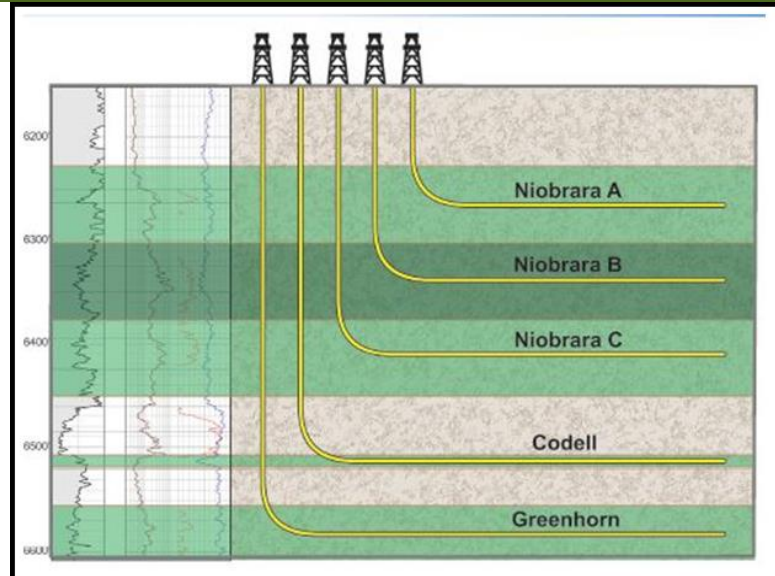 6200'
Niobrara A
6300'
Niobrara B
Niobrara C
6400'
Codell
6500'
Greenhorn
6600'